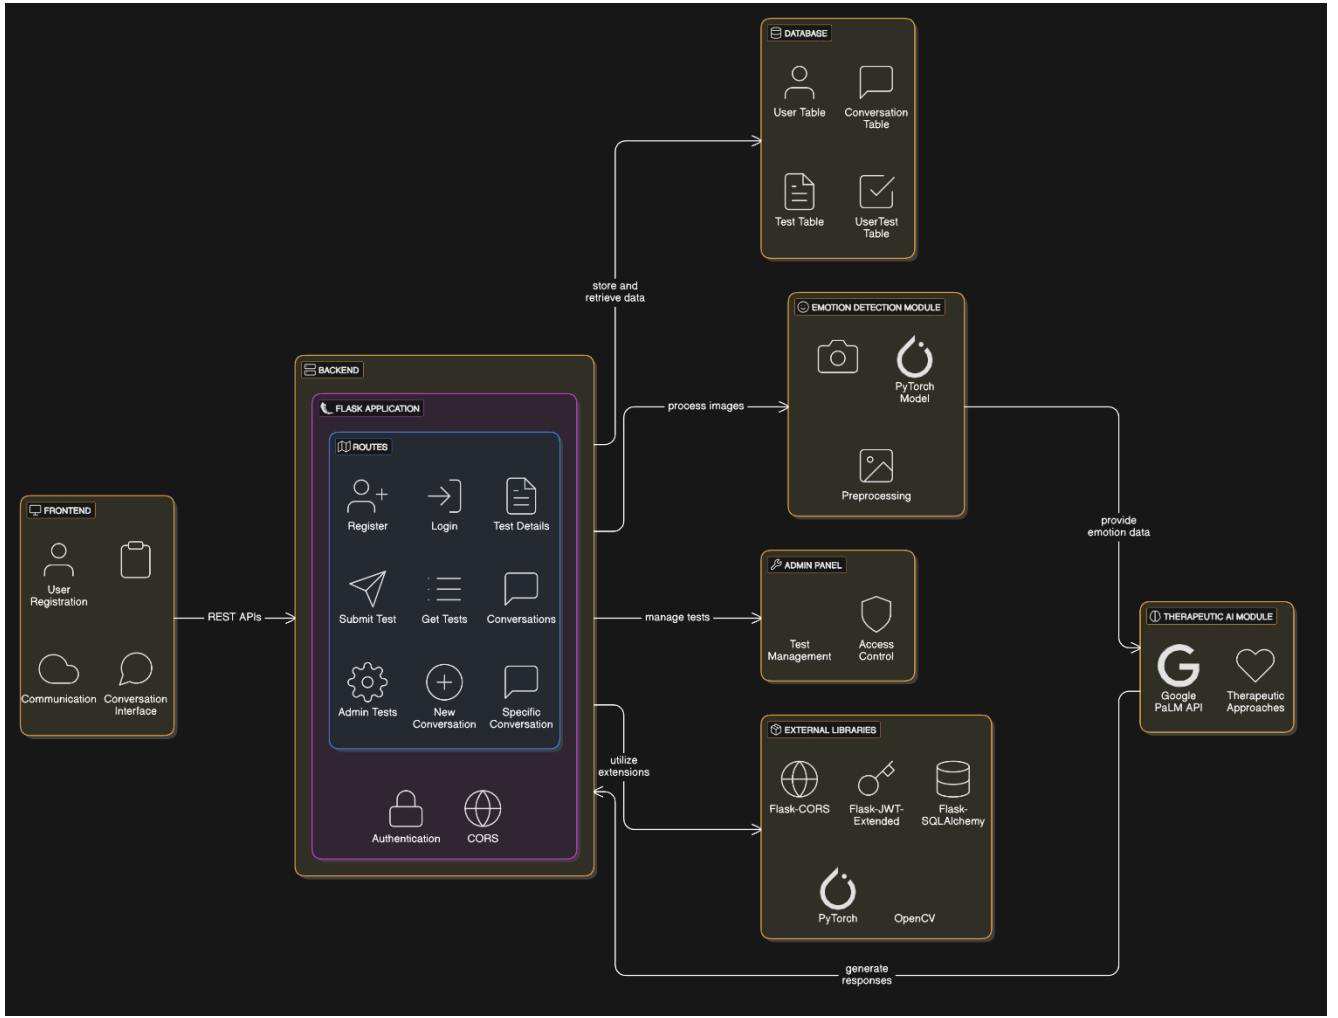 DATABASE
User Table
Conversation
Table
Test Table
UserTest
Table
store and
retrieve data
EMOTION DETECTION MODULE
PyTorch
Model
Preprocessing
process images
provide
emotion data
BACKEND
FLASK APPLICATION
ROUTES
Register
Login
Test Details
Submit Test
Get Tests
Conversations
Admin Tests
New
Conversation
Specific
Conversation
Authentication
CORS
FRONTEND
User
Registration
Communication
Conversation
Interface
REST APIs
manage tests
ADMIN PANEL
Test
Management
Access
Control
THERAPEUTIC AI MODULE
Google
PaLM API
Therapeutic
Approaches
utilize
extensions
EXTERNAL LIBRARIES
Flask-CORS
Flask-JWT-
Extended
Flask-
SQLAlchemy
PyTorch
OpenCV
generate
responses